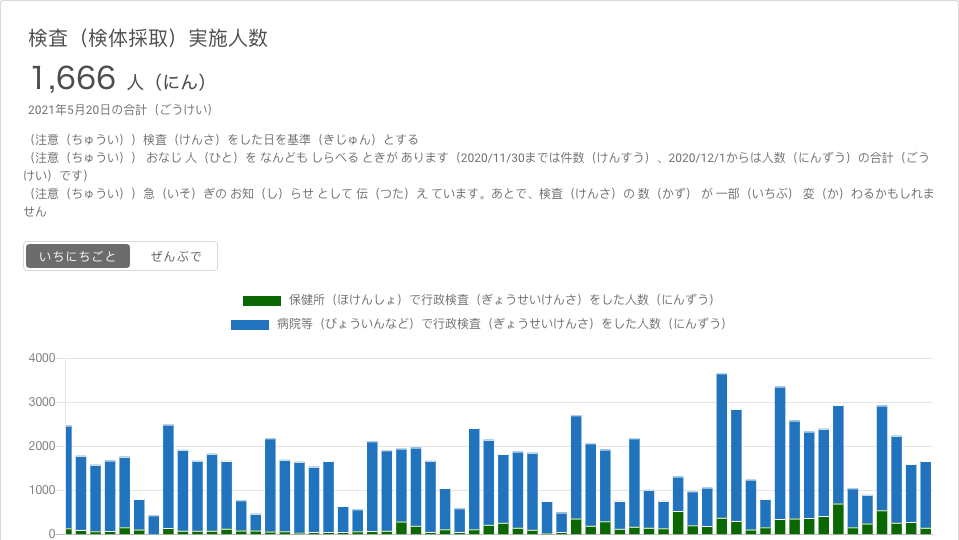 検査（検体採取）実施人数
1,666 人（にん）
2021年5月20日の合計（ごうけい）
（注意（ちゅうい））検査（けんさ）をした日を基準（きじゅん）とする
（注意（ちゅうい）） おなじ 人（ひと）を なんども しらべる ときが あります（2020/11/30までは件数（けんすう）、2020/12/1からは人数（にんずう）の合計（ごう
けい）です）
（注意（ちゅうい））急（いそ）ぎの お知（し）らせ として 伝（つた）え ています。あとで、検査（けんさ）の 数（かず） が 一部（いちぶ） 変（か）わるかもしれま
せん
いちにちごと ぜんぶで
保健所（ほけんしょ）で行政検査（ぎょうせいけんさ）をした人数（にんずう）
病院等（びょういんなど）で行政検査（ぎょうせいけんさ）をした人数（にんずう）
4000
3000
2000
1000
0